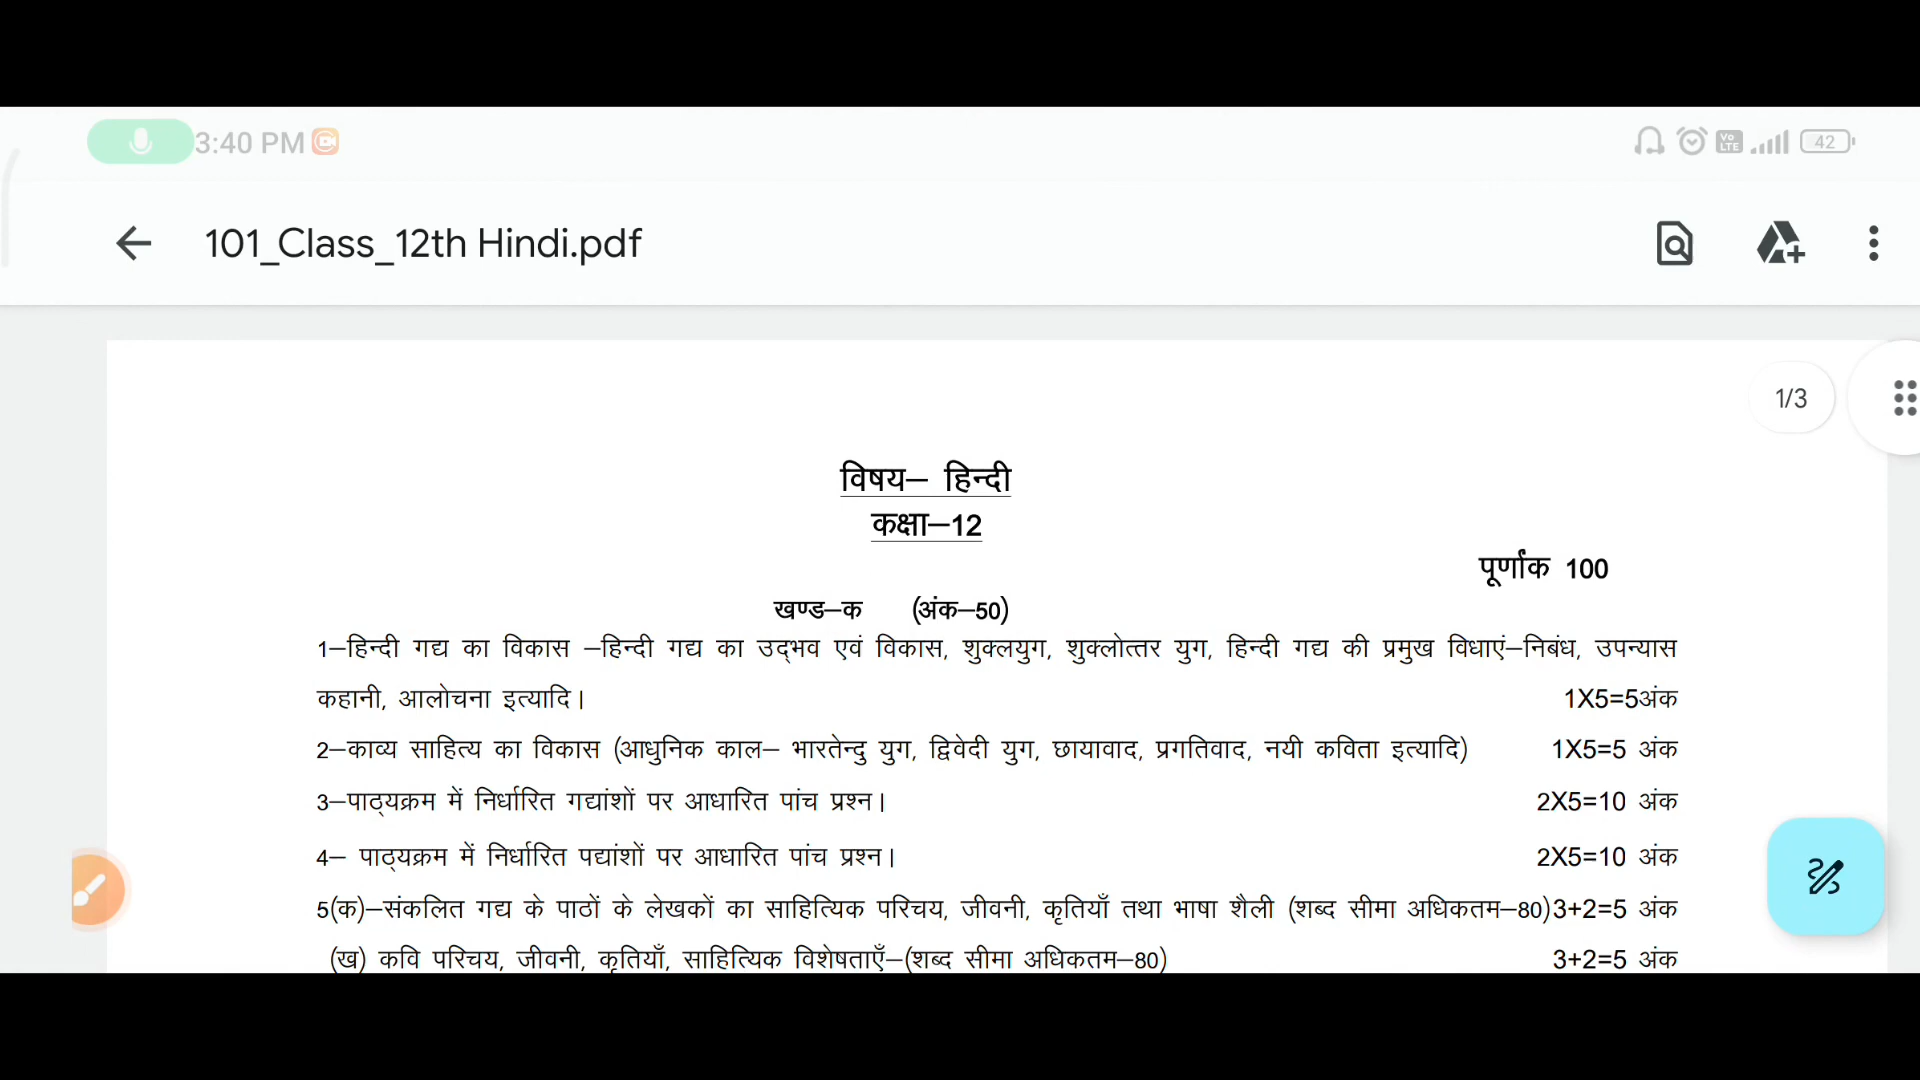 3:40 PM
Vo LTE
42
101_Class_12th Hindi.pdf
1/3
विषय– हिन्दी
कक्षा–12
पूर्णांक 100
खण्ड–क (अंक–50)
1–हिन्दी गद्य का विकास –हिन्दी गद्य का उद्भव एवं विकास, शुक्लयुग, शुक्लोत्तर युग, हिन्दी गद्य की प्रमुख विधाएं–निबंध, उपन्यास
कहानी, आलोचना इत्यादि। 1X5=5अंक
2–काव्य साहित्य का विकास (आधुनिक काल– भारतेन्दु युग, द्विवेदी युग, छायावाद, प्रगतिवाद, नयी कविता इत्यादि) 1X5=5 अंक
3–पाठ्यक्रम में निर्धारित गद्यांशों पर आधारित पांच प्रश्न। 2X5=10 अंक
4– पाठ्यक्रम में निर्धारित पद्यांशों पर आधारित पांच प्रश्न। 2X5=10 अंक
5(क)–संकलित गद्य के पाठों के लेखकों का साहित्यिक परिचय, जीवनी, कृतियाँ तथा भाषा शैली (शब्द सीमा अधिकतम–80)3+2=5 अंक
(ख) कवि परिचय, जीवनी, कृतियाँ, साहित्यिक विशेषताएँ–(शब्द सीमा अधिकतम–80) 3+2=5 अंक